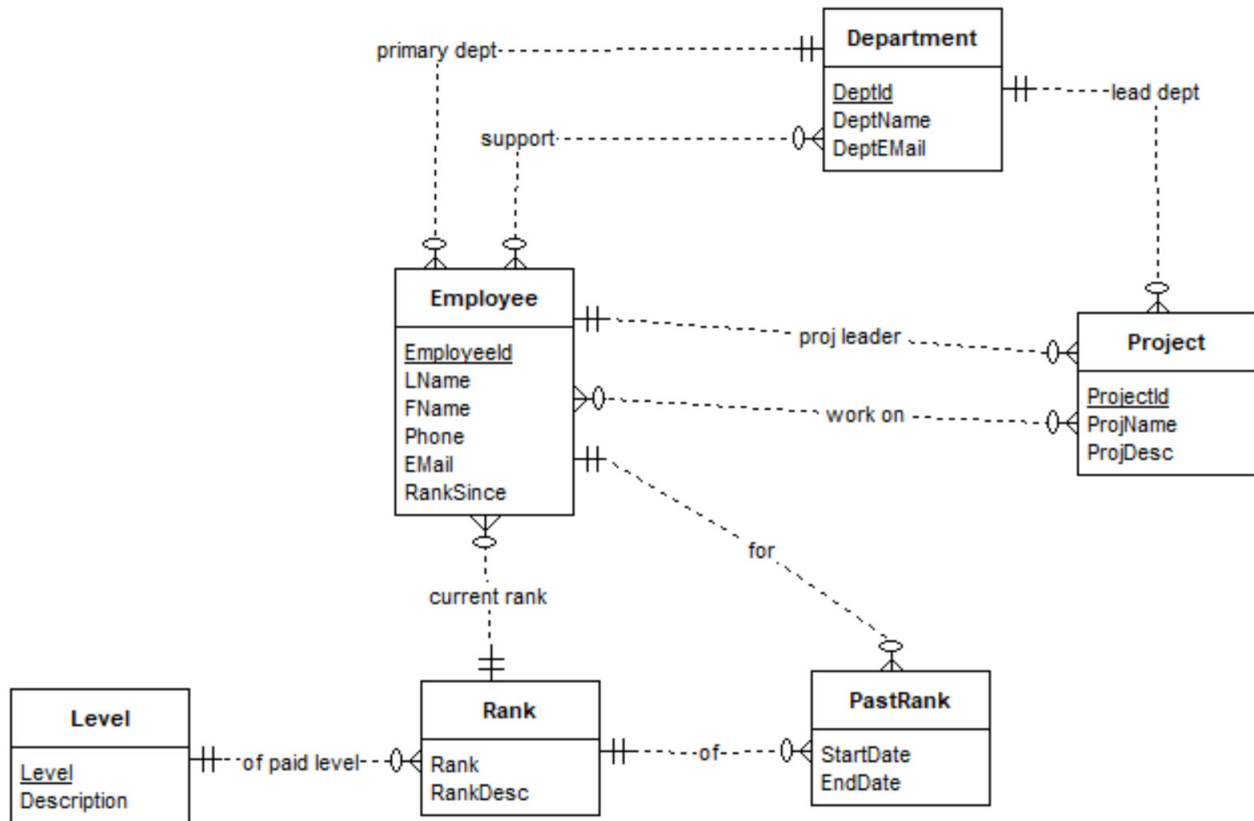 Department
primary dept
DeptId
lead dept
DeptName
support
DeptEMail
Employee
proj leader
Project
EmployeeId
LName
ProjectId
FName
work on
ProjName
Phone
ProjDesc
EMail
RankSince
for
current rank
Level
Rank
PastRank
of paid level
of
Level
Rank
StartDate
Description
RankDesc
EndDate